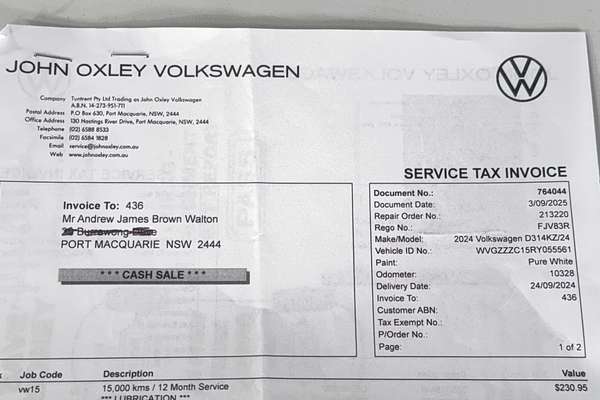 JOHN OXLEY VOLKSWAGEN
Company Tuntrent Pty Ltd Trading as John Oxley Volkswagen
A.B.N. 14-273-951-711
Postal Address P.O Box 630, Port Macquarie, NSW, 2444
Office Address 130 Hastings River Drive, Port Macquarie, NSW, 2444
Telephone (02) 6588 8533
Facsimile (02) 6584 1828
Email service@johnoxley.com.au
Web www.johnoxley.com.au
SERVICE TAX INVOICE
Invoice To: 436
Mr Andrew James Brown Walton
PORT MACQUARIE NSW 2444
*** CASH SALE ***
Document No.: 764044
Document Date: 3/09/2025
Repair Order No.: 213220
Rego No.: FJV83R
Make/Model: 2024 Volkswagen D314KZ/24
Vehicle ID No.: WVGZZZC15RY055561
Paint: Pure White
Odometer: 10328
Delivery Date: 24/09/2024
Invoice To: 436
Customer ABN:
Tax Exempt No.:
P/Order No.:
Page: 1 of 2
Job Code Description Value
vw15 15,000 kms / 12 Month Service $230.95
*** LUBRICATION ***